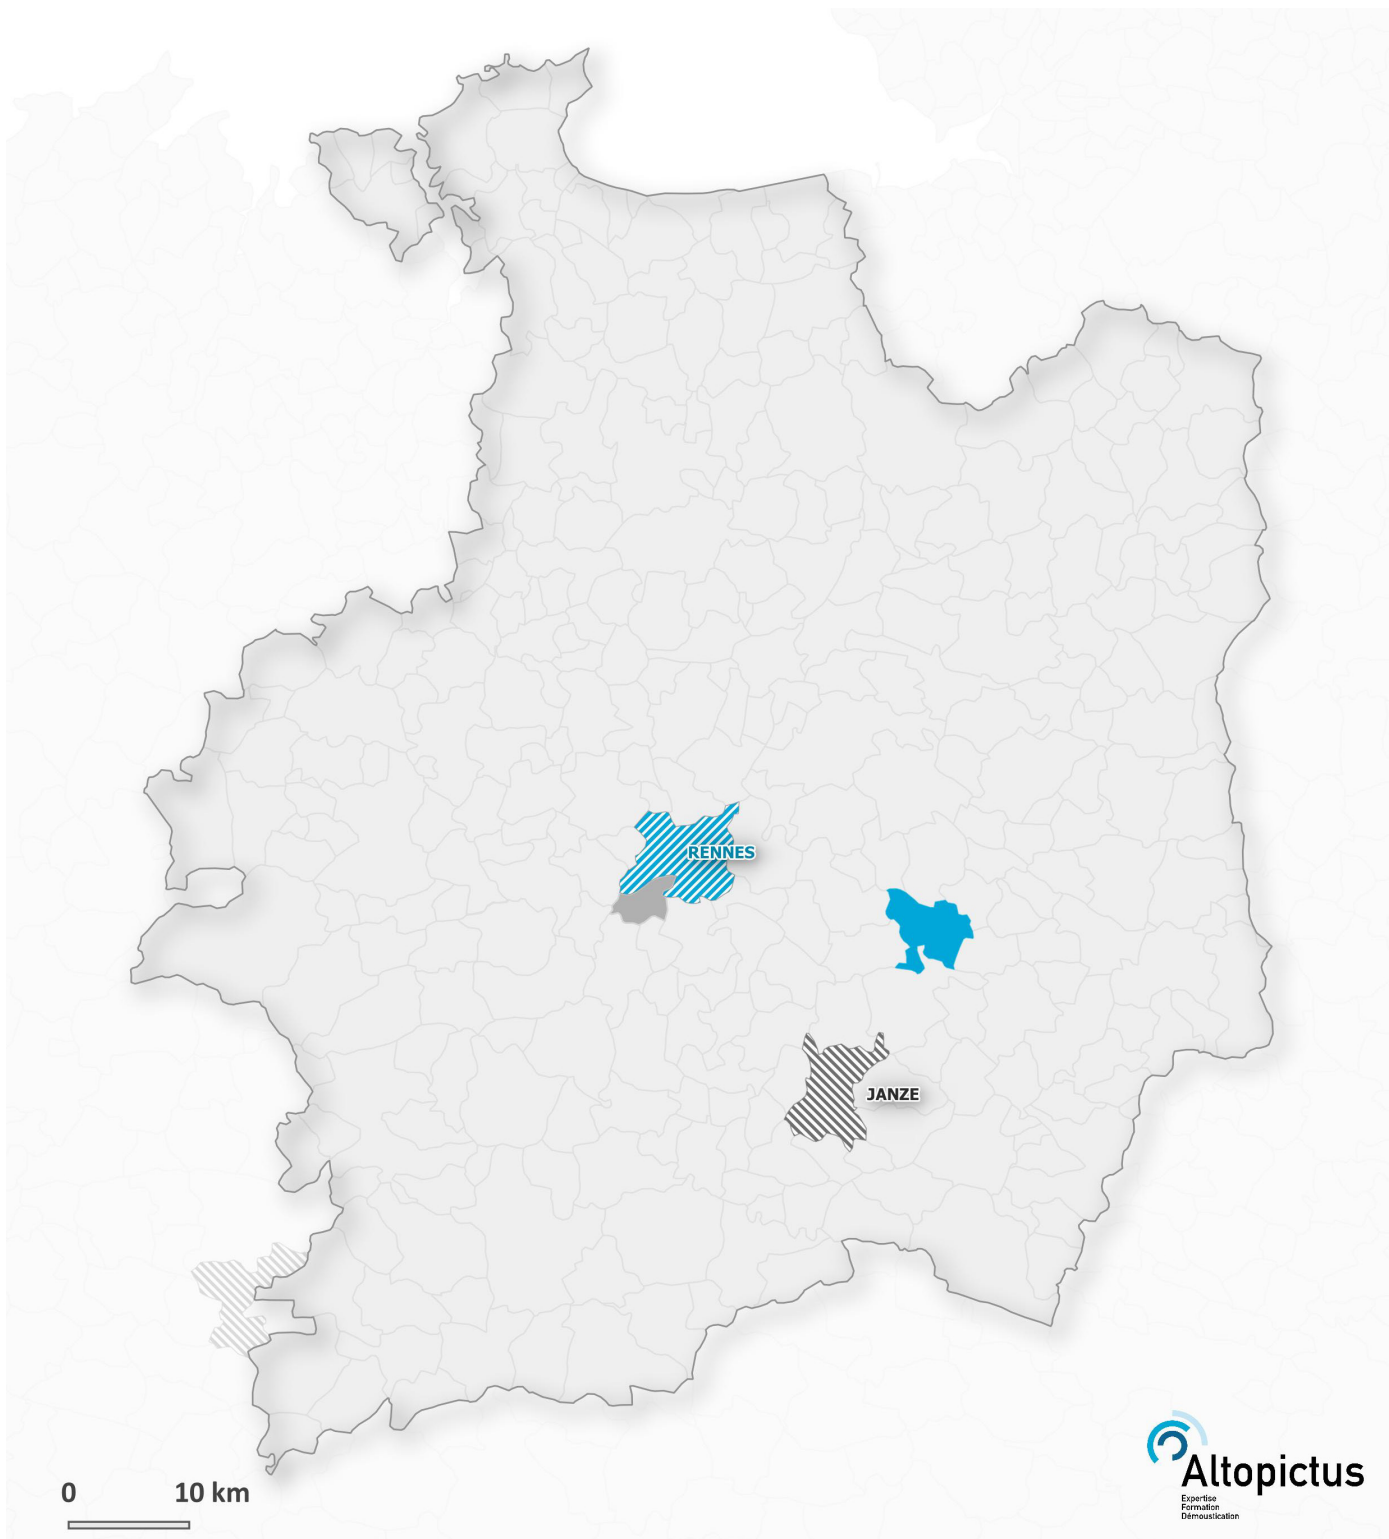 RENNES
JANZE
0 10 km
Altopictus
Expertise
Formation
Démoustication